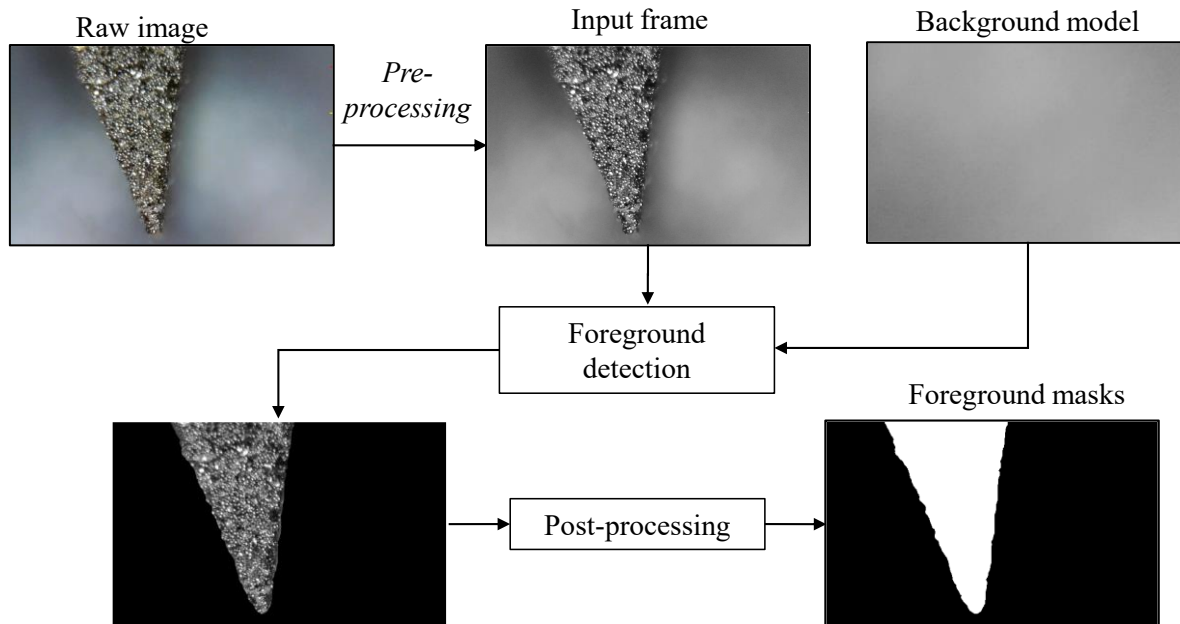 Raw image
Input frame
Background model
Pre-
processing
Foreground
detection
Foreground masks
Post-processing